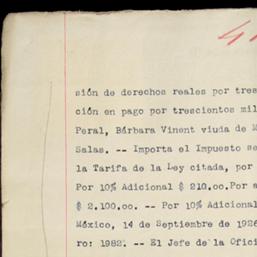 sión de derechos reales por tres
ción en pago por trescientos mil
Peral, Bárbara Vinent viuda de M
Salas. -- Importa el Impuesto se
la Tarifa de la Ley citada, por
Por 10% Adicional $ 210.oo.Por a
$ 2.100.oo. -- Por 10% Adicional
México, 14 de Septiembre de 1926
ro: 1982. -- El Jefe de la Ofici